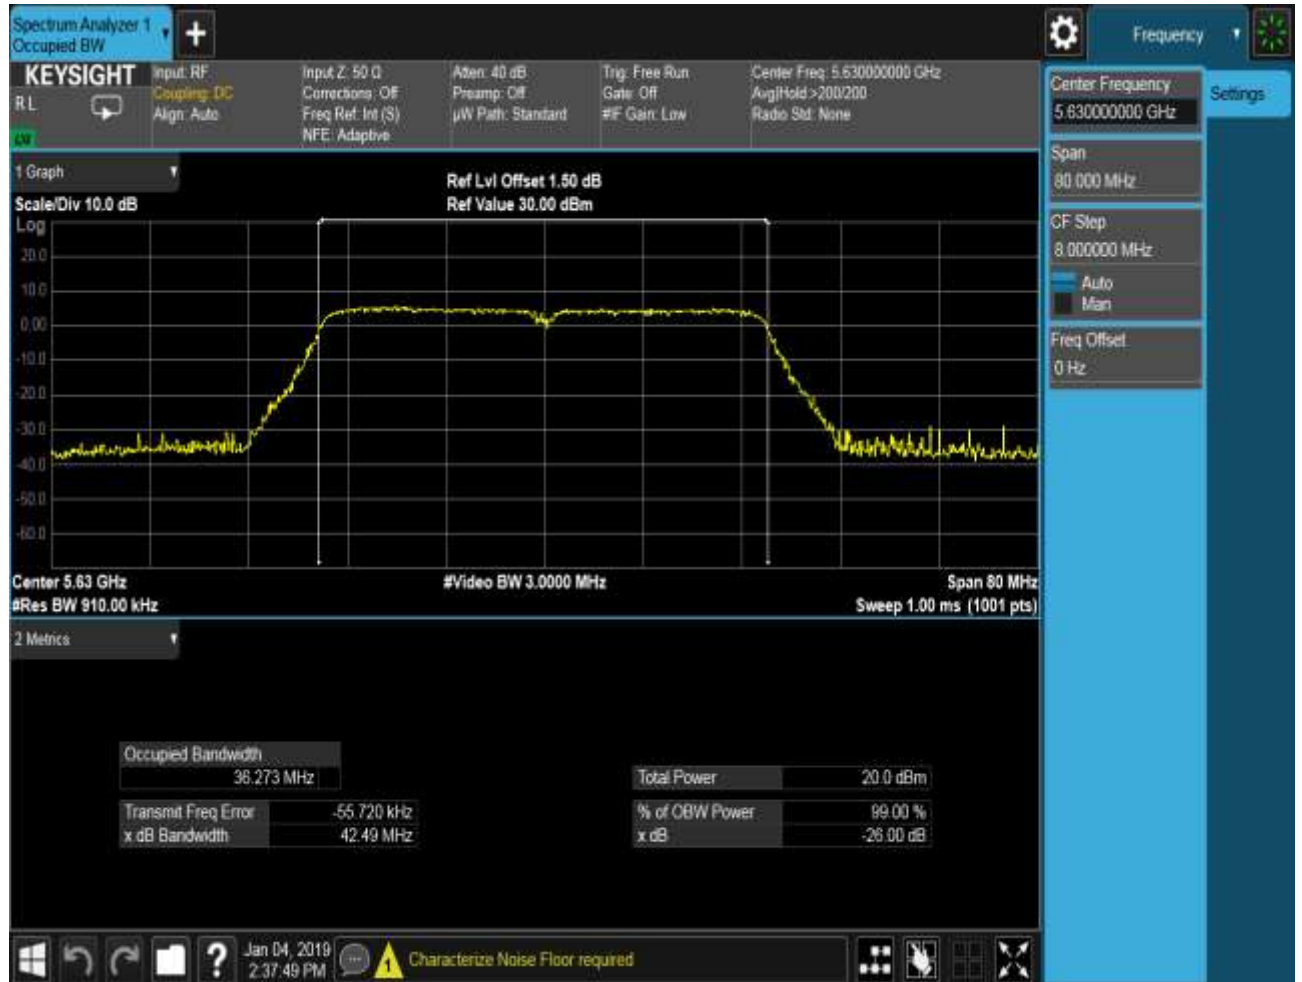 Spectrum Analyzer 1
Occupied BW
+
Frequency
KEYSIGHT
RL
Input: RF
Coupling: DC
Align: Auto
Input Z: 50 Ω
Corrections: Off
Freq Ref: Int (S)
NFE: Adaptive
Atten: 40 dB
Preamp: Off
µW Path: Standard
Trig: Free Run
Gate: Off
#IF Gain: Low
Center Freq: 5.630000000 GHz
Avg|Hold:>200/200
Radio Std: None
Center Frequency
5.630000000 GHz
Settings
Span
80.000 MHz
CF Step
8.000000 MHz
Auto
Man
Freq Offset
0 Hz
1 Graph
Scale/Div 10.0 dB
Ref Lvl Offset 1.50 dB
Ref Value 30.00 dBm
Log
20.0
10.0
0.00
-10.0
-20.0
-30.0
-40.0
-50.0
-60.0
Center 5.63 GHz
#Video BW 3.0000 MHz
Span 80 MHz
#Res BW 910.00 kHz
Sweep 1.00 ms (1001 pts)
2 Metrics
Occupied Bandwidth
36.273 MHz
Total Power 20.0 dBm
Transmit Freq Error -55.720 kHz
% of OBW Power 99.00 %
x dB Bandwidth 42.49 MHz
x dB -26.00 dB
?
Jan 04, 2019
2:37:49 PM
1
Characterize Noise Floor required